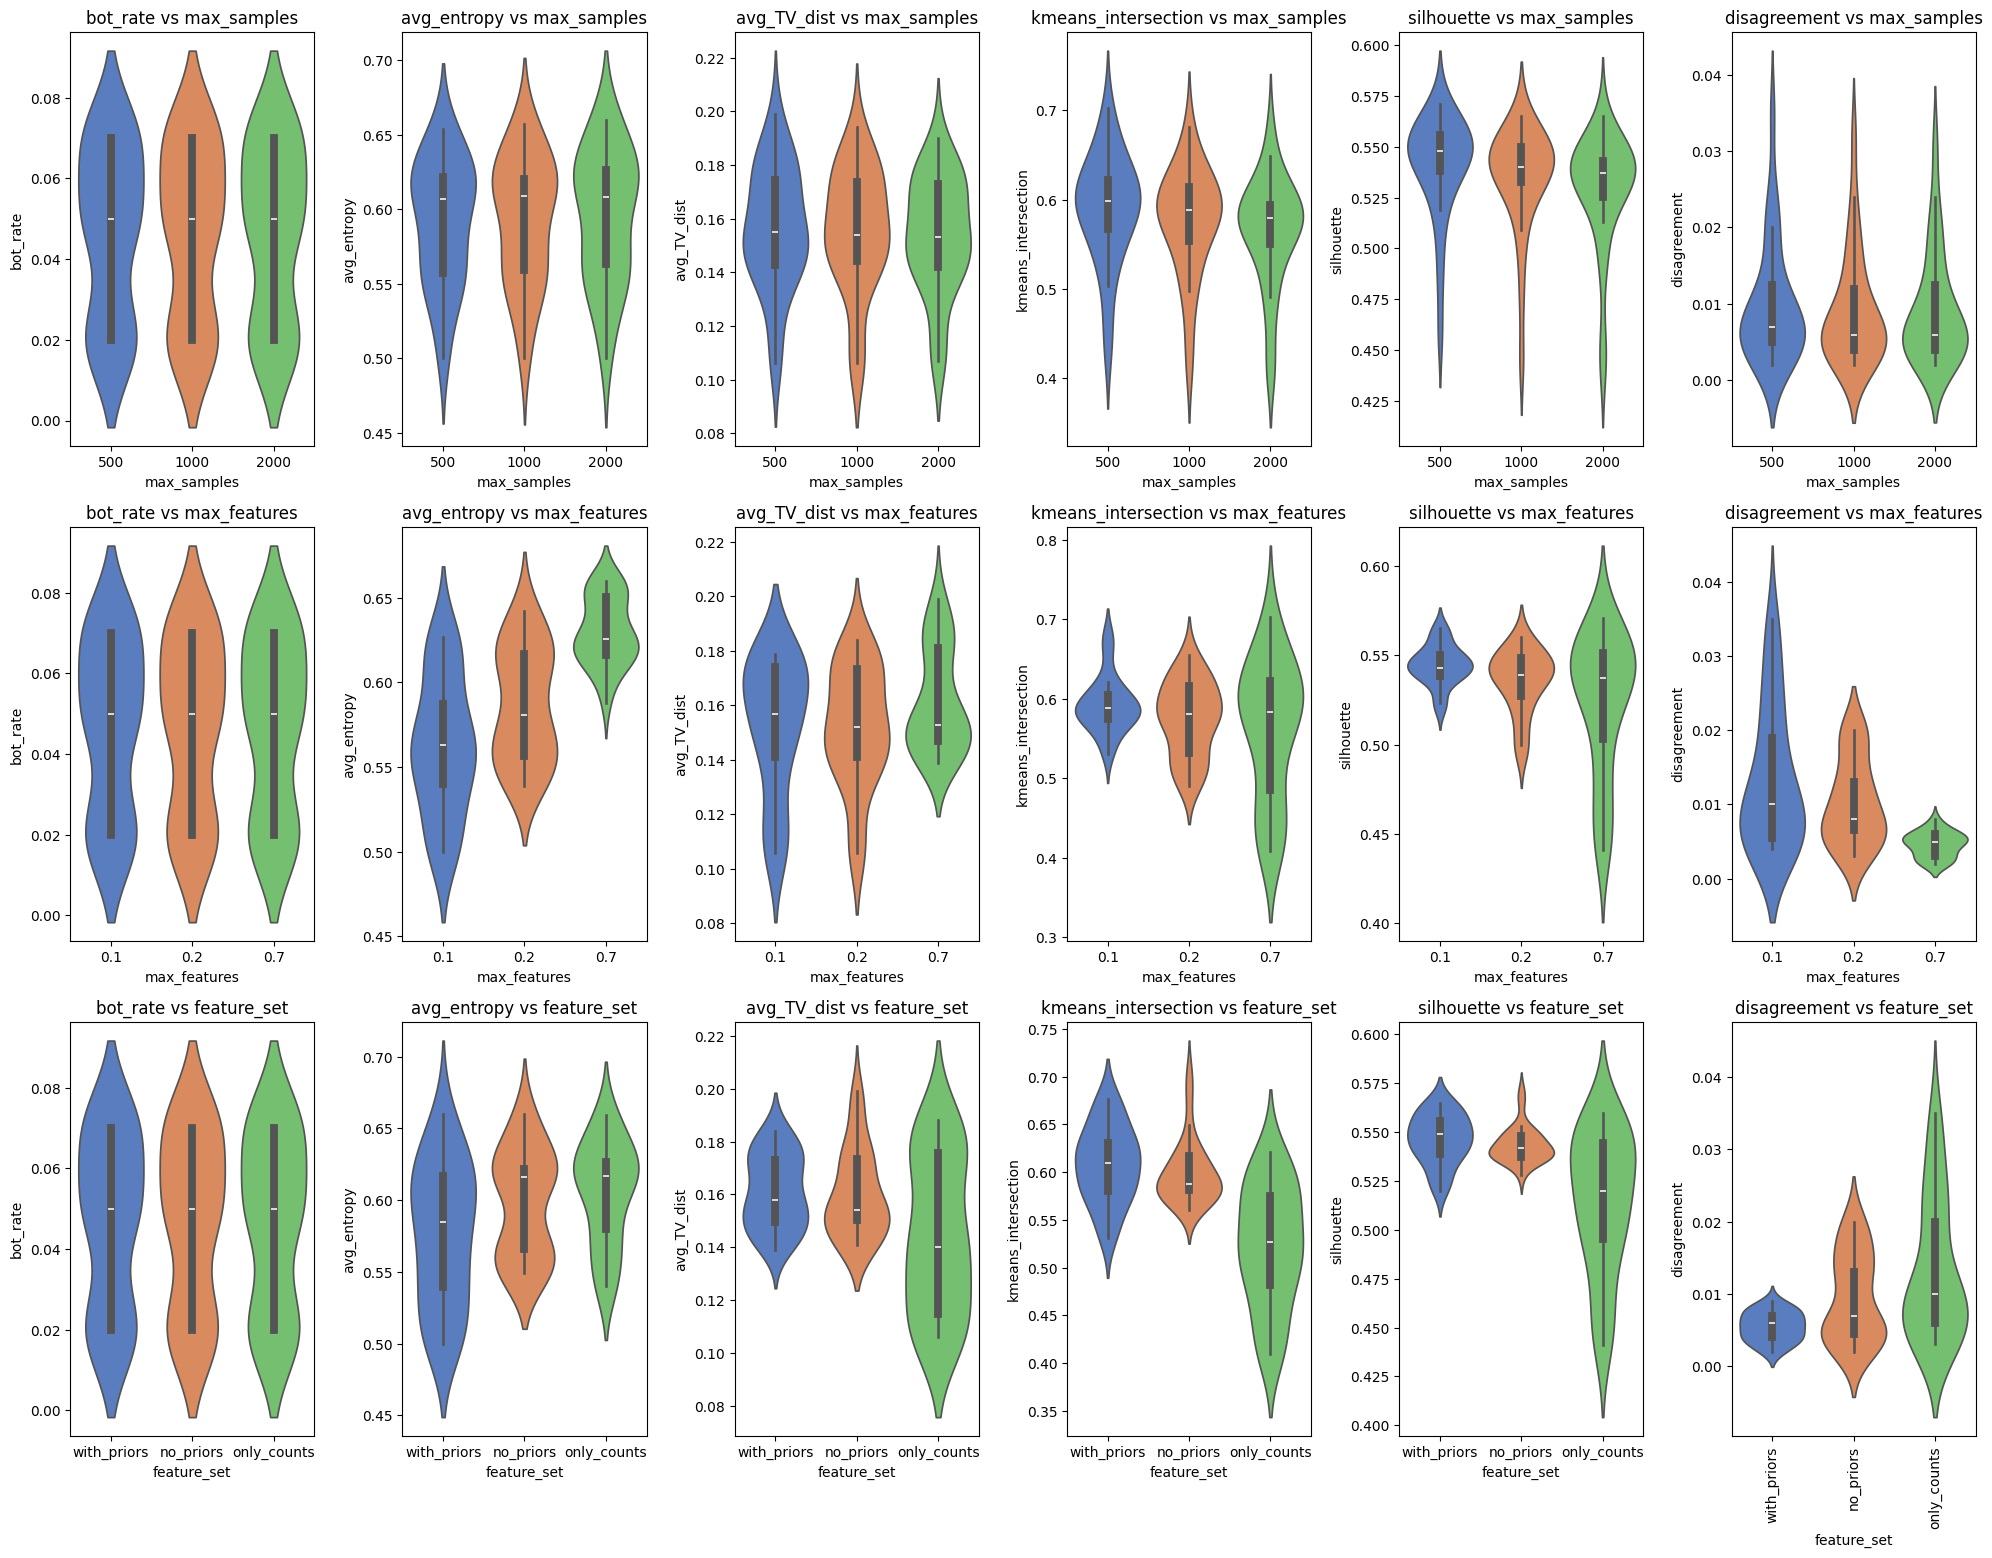 bot_rate vs max_samples
avg_entropy vs max_samples
avg_TV_dist vs max_samples
kmeans_intersection vs max_samples
silhouette vs max_samples
disagreement vs max_samples
bot_rate
0.08
0.06
0.04
0.02
0.00
500 1000 2000
max_samples
avg_entropy
0.70
0.65
0.60
0.55
0.50
0.45
500 1000 2000
max_samples
avg_TV_dist
0.22
0.20
0.18
0.16
0.14
0.12
0.10
0.08
500 1000 2000
max_samples
kmeans_intersection
0.7
0.6
0.5
0.4
500 1000 2000
max_samples
silhouette
0.600
0.575
0.550
0.525
0.500
0.475
0.450
0.425
500 1000 2000
max_samples
disagreement
0.04
0.03
0.02
0.01
0.00
500 1000 2000
max_samples
bot_rate vs max_features
avg_entropy vs max_features
avg_TV_dist vs max_features
kmeans_intersection vs max_features
silhouette vs max_features
disagreement vs max_features
bot_rate
0.08
0.06
0.04
0.02
0.00
0.1 0.2 0.7
max_features
avg_entropy
0.65
0.60
0.55
0.50
0.45
0.1 0.2 0.7
max_features
avg_TV_dist
0.22
0.20
0.18
0.16
0.14
0.12
0.10
0.08
0.1 0.2 0.7
max_features
kmeans_intersection
0.8
0.6
0.6
0.5
0.4
0.3
0.1 0.2 0.7
max_features
silhouette
0.60
0.55
0.50
0.45
0.40
0.1 0.2 0.7
max_features
disagreement
0.04
0.03
0.02
0.01
0.00
0.1 0.2 0.7
max_features
bot_rate vs feature_set
avg_entropy vs feature_set
avg_TV_dist vs feature_set
kmeans_intersection vs feature_set
silhouette vs feature_set
disagreement vs feature_set
bot_rate
0.08
0.06
0.04
0.02
0.00
with_priors no_priors only_counts
feature_set
avg_entropy
0.70
0.65
0.60
0.55
0.50
0.45
with_priors no_priors only_counts
feature_set
avg_TV_dist
0.22
0.20
0.18
0.16
0.14
0.12
0.10
0.08
with_priors no_priors only_counts
feature_set
kmeans_intersection
0.75
0.70
0.65
0.60
0.55
0.50
0.45
0.40
0.35
with_priors no_priors only_counts
feature_set
silhouette
0.600
0.575
0.550
0.525
0.500
0.475
0.450
0.425
0.400
with_priors no_priors only_counts
feature_set
disagreement
0.04
0.03
0.02
0.01
0.00
with_priors
no_priors
only_counts
feature_set